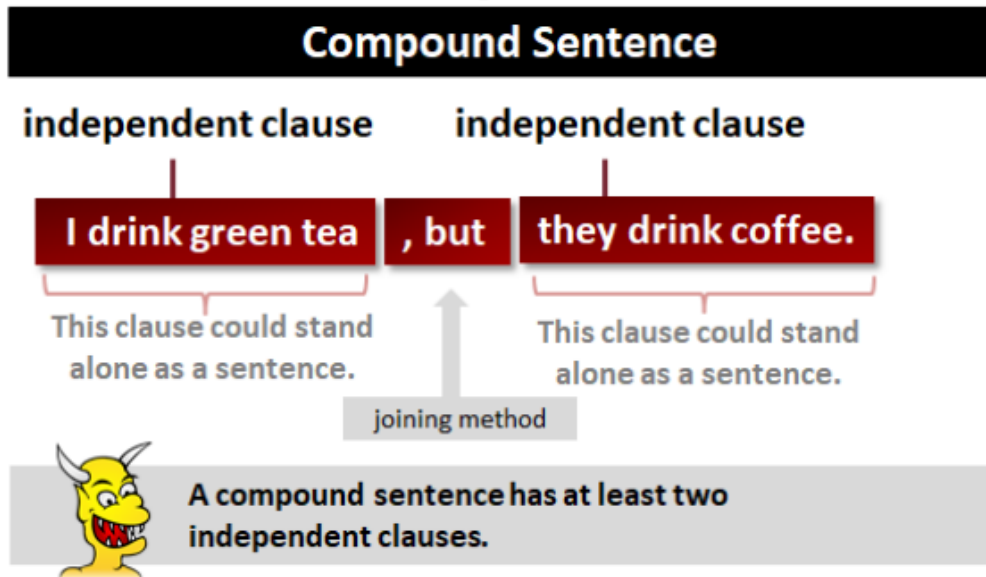 Compound Sentence
independent clause independent clause
I drink green tea , but they drink coffee.
This clause could stand
alone as a sentence.
This clause could stand
alone as a sentence.
joining method
A compound sentence has at least two
independent clauses.